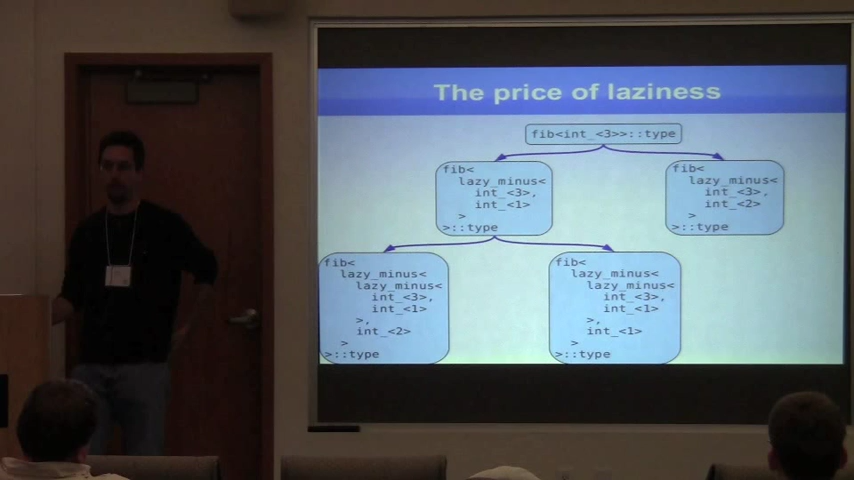 The price of laziness
fib<int_<3>>::type
fib<
lazy_minus<
int_<3>,
int_<1>
>
>::type
fib<
lazy_minus<
int_<3>,
int_<2>
>
>::type
fib<
lazy_minus<
lazy_minus<
int_<3>,
int_<1>
>,
int_<2>
>
>::type
fib<
lazy_minus<
lazy_minus<
int_<3>,
int_<1>
>,
int_<1>
>
>::type